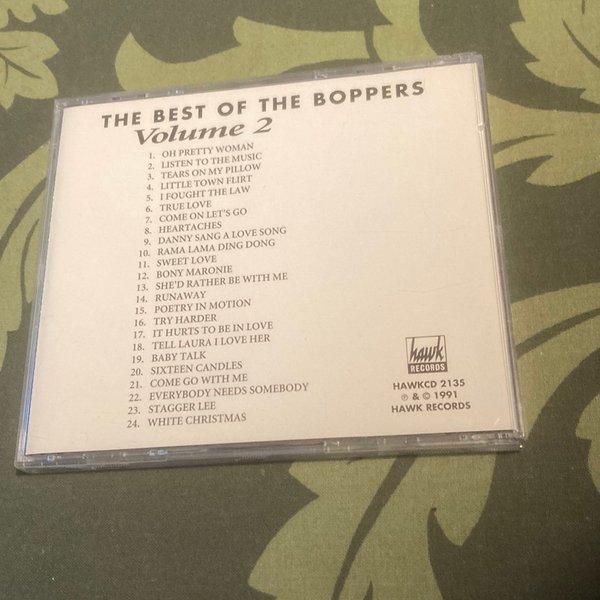 THE BEST OF THE BOPPERS
Volume 2
1. OH PRETTY WOMAN
2. LISTEN TO THE MUSIC
3. TEARS ON MY PILLOW
4. LITTLE TOWN FLIRT
5. I FOUGHT THE LAW
6. TRUE LOVE
7. COME ON LET'S GO
8. HEARTACHES
9. DANNY SANG A LOVE SONG
10. RAMA LAMA DING DONG
11. SWEET LOVE
12. BONY MARONIE
13. SHE'D RATHER BE WITH ME
14. RUNAWAY
15. POETRY IN MOTION
16. TRY HARDER
17. IT HURTS TO BE IN LOVE
18. TELL LAURA I LOVE HER
19. BABY TALK
20. SIXTEEN CANDLES
21. COME GO WITH ME
22. EVERYBODY NEEDS SOMEBODY
23. STAGGER LEE
24. WHITE CHRISTMAS
hawk
RECORDS
HAWKCD 2135
℗ & © 1991
HAWK RECORDS